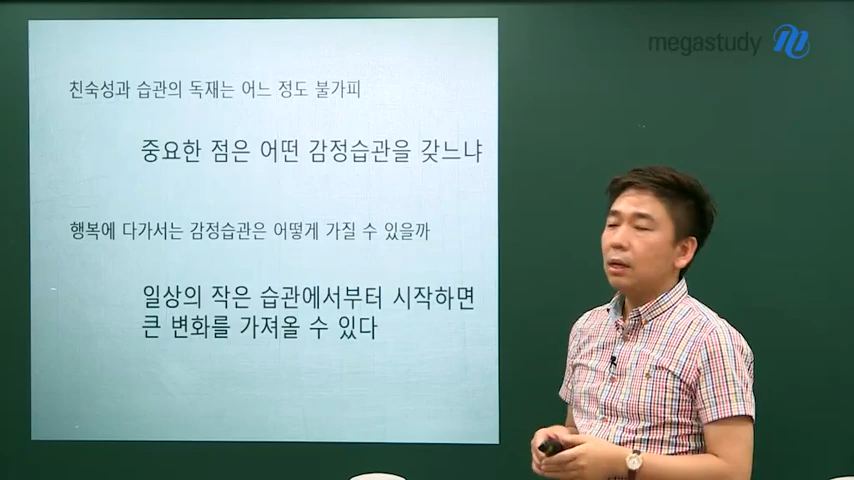 megastudy
친숙성과 습관의 독재는 어느 정도 불가피
중요한 점은 어떤 감정습관을 갖느냐
행복에 다가서는 감정습관은 어떻게 가질 수 있을까
일상의 작은 습관에서부터 시작하면
큰 변화를 가져올 수 있다